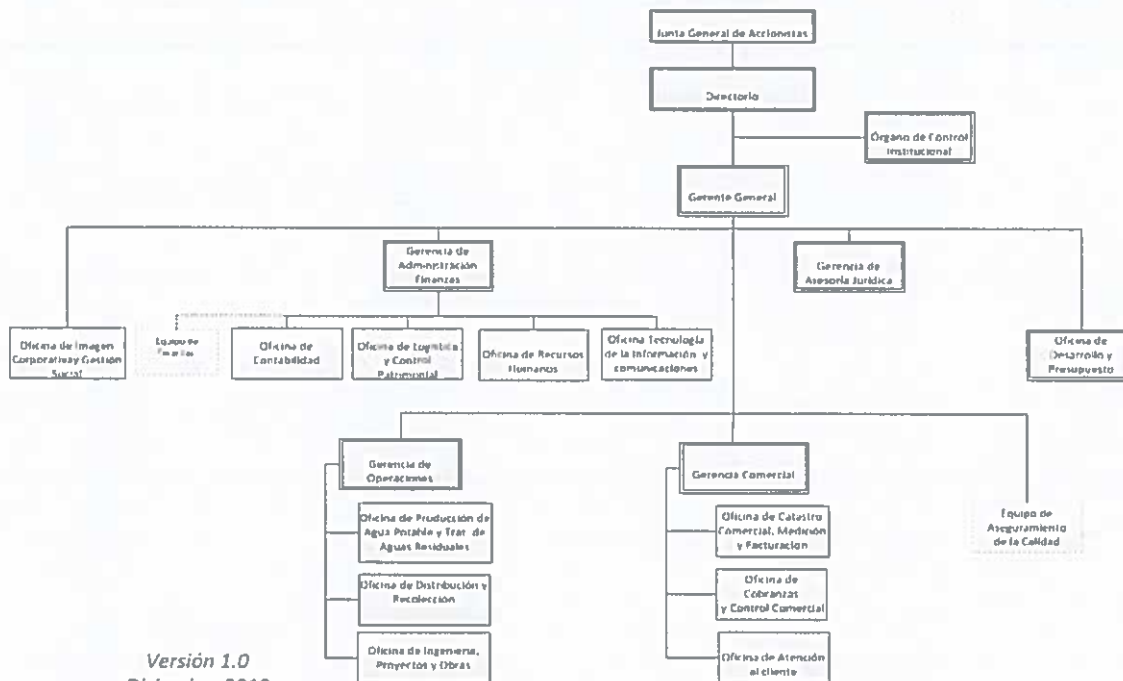 Junta General de Accionistas
Directorio
Órgano de Control
Institucional
Gerente General
Gerencia de
Administración
Finanzas
Gerencia de
Asesoría Jurídica
Oficina de Imagen
Corporativa y Gestión
Social
Equipo de
Finanzas
Oficina de
Contabilidad
Oficina de Logística
y Control
Patrimonial
Oficina de Recursos
Humanos
Oficina Tecnología
de la Información y
comunicaciones
Oficina de
Desarrollo y
Presupuesto
Gerencia de
Operaciones
Oficina de Producción de
Agua Potable y Trat. de
Aguas Residuales
Oficina de Distribución y
Recolección
Oficina de Ingeniería,
Proyectos y Obras
Gerencia Comercial
Oficina de Catastro
Comercial, Medición
y Facturación
Oficina de
Cobranzas
y Control Comercial
Oficina de Atención
al cliente
Equipo de
Aseguramiento
de la Calidad
Versión 1.0